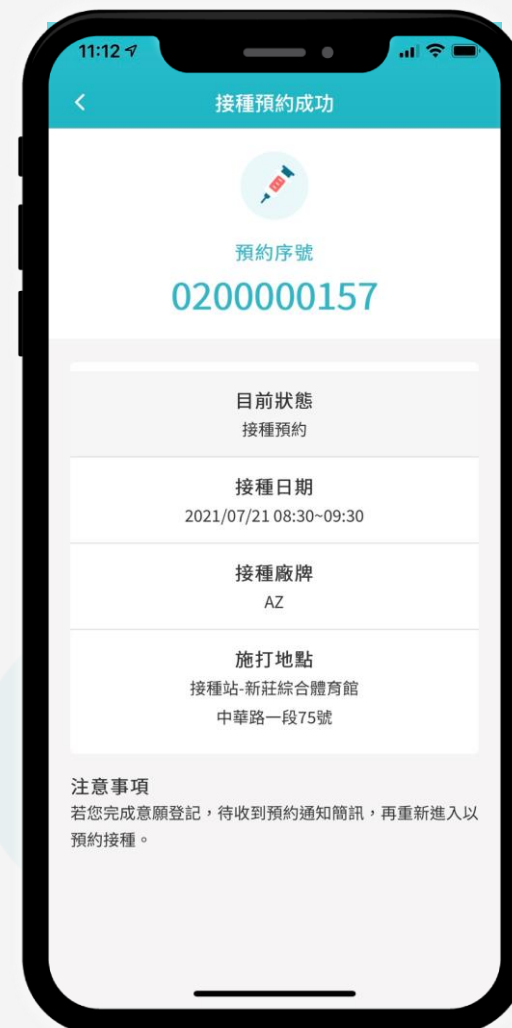 11:12
接種預約成功
預約序號
0200000157
目前狀態
接種預約
接種日期
2021/07/21 08:30~09:30
接種廠牌
AZ
施打地點
接種站-新莊綜合體育館
中華路一段75號
注意事項
若您完成意願登記，待收到預約通知簡訊，再重新進入以
預約接種。